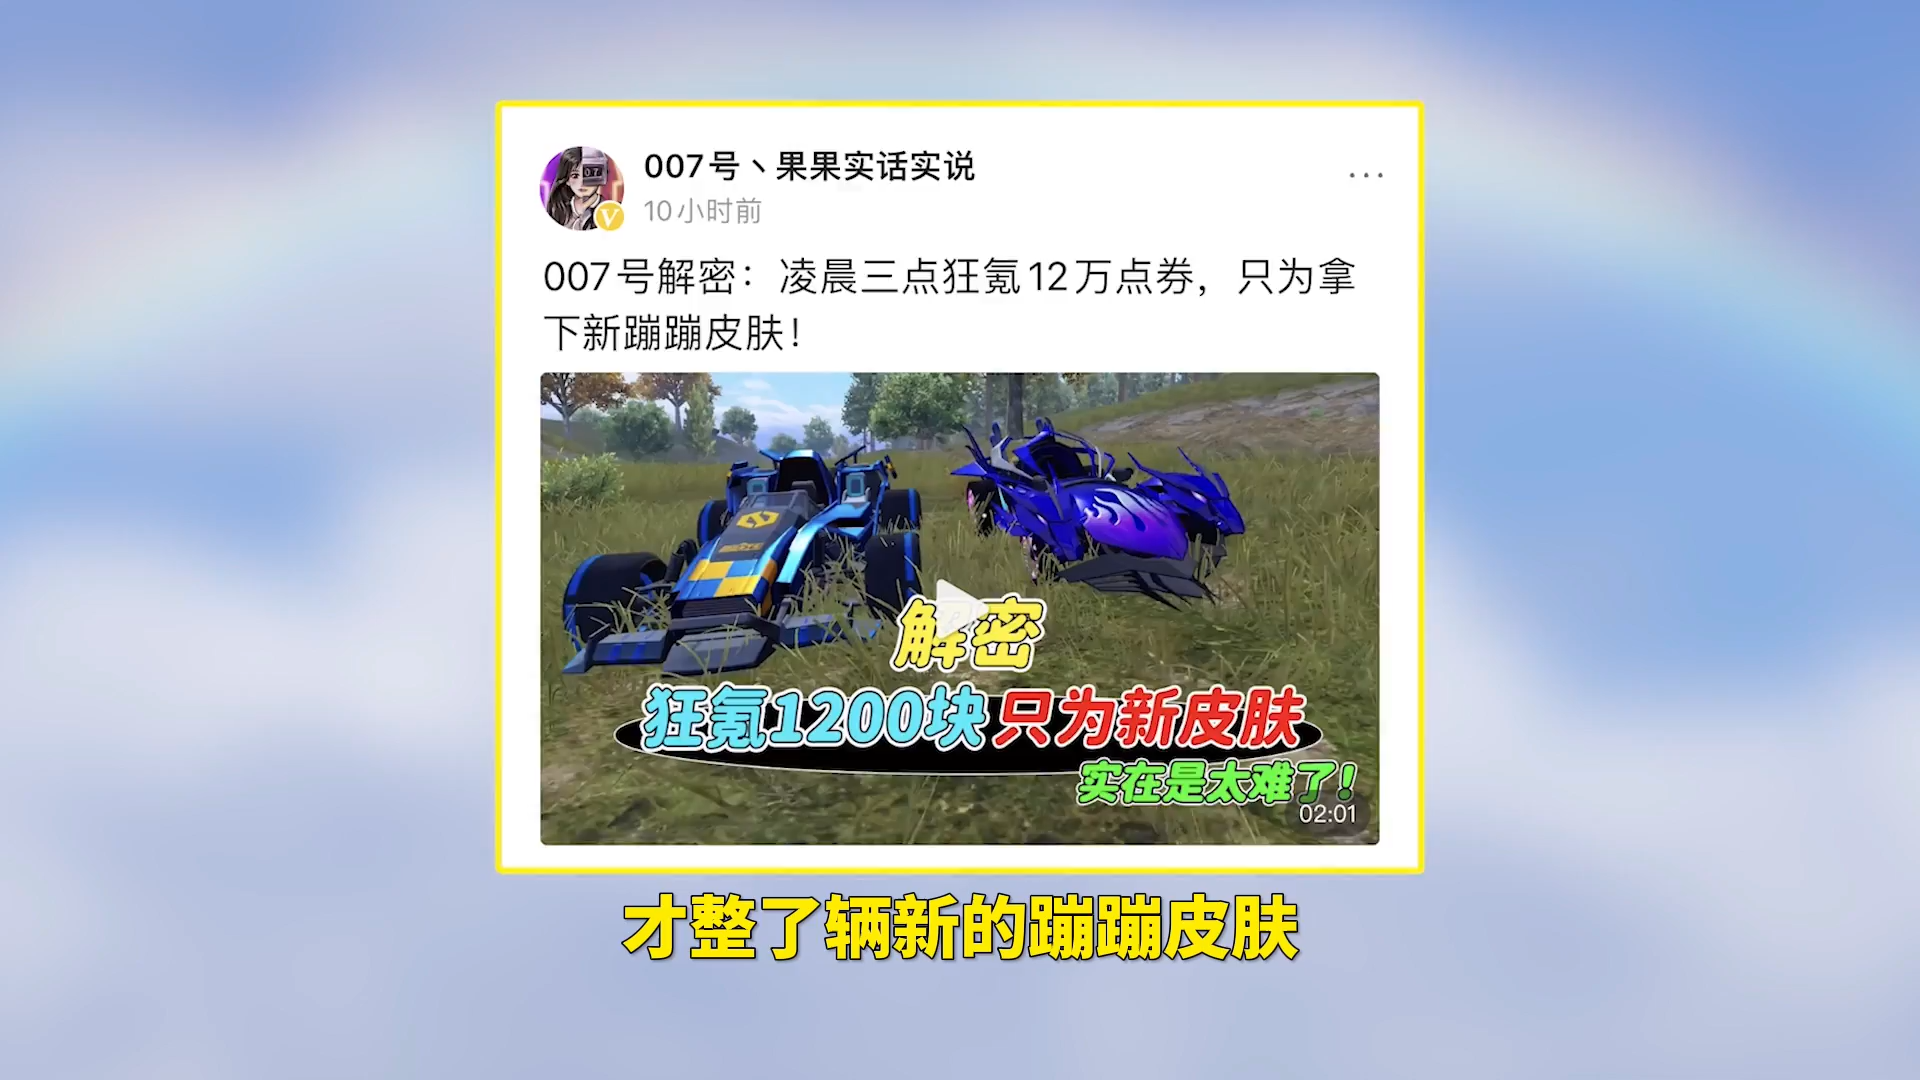 007号丶果果实话实说
10小时前
007号解密：凌晨三点狂氪12万点券，只为拿
下新蹦蹦皮肤！
解密
狂氪1200块只为新皮肤
实在是太难了！
02:01
才整了辆新的蹦蹦皮肤